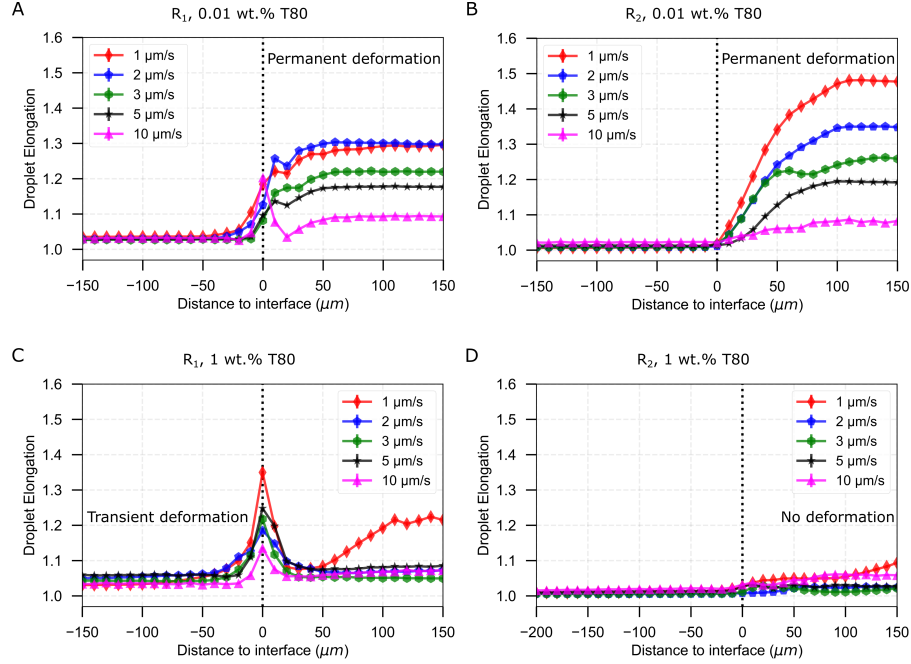 A
R₁, 0.01 wt.% T80
Droplet Elongation
1.6
1.5
1.4
1.3
1.2
1.1
1.0
1 μm/s
2 μm/s
3 μm/s
5 μm/s
10 μm/s
Permanent deformation
−150 −100 −50 0 50 100 150
Distance to interface (μm)
B
R₂, 0.01 wt.% T80
Droplet Elongation
1.6
1.5
1.4
1.3
1.2
1.1
1.0
1 μm/s
2 μm/s
3 μm/s
5 μm/s
10 μm/s
Permanent deformation
−150 −100 −50 0 50 100 150
Distance to interface (μm)
C
R₁, 1 wt.% T80
Droplet Elongation
1.6
1.5
1.4
1.3
1.2
1.1
1.0
1 μm/s
2 μm/s
3 μm/s
5 μm/s
10 μm/s
Transient deformation
−150 −100 −50 0 50 100 150
Distance to interface (μm)
D
R₂, 1 wt.% T80
Droplet Elongation
1.6
1.5
1.4
1.3
1.2
1.1
1.0
1 μm/s
2 μm/s
3 μm/s
5 μm/s
10 μm/s
No deformation
−200 −150 −100 −50 0 50 100 150
Distance to interface (μm)